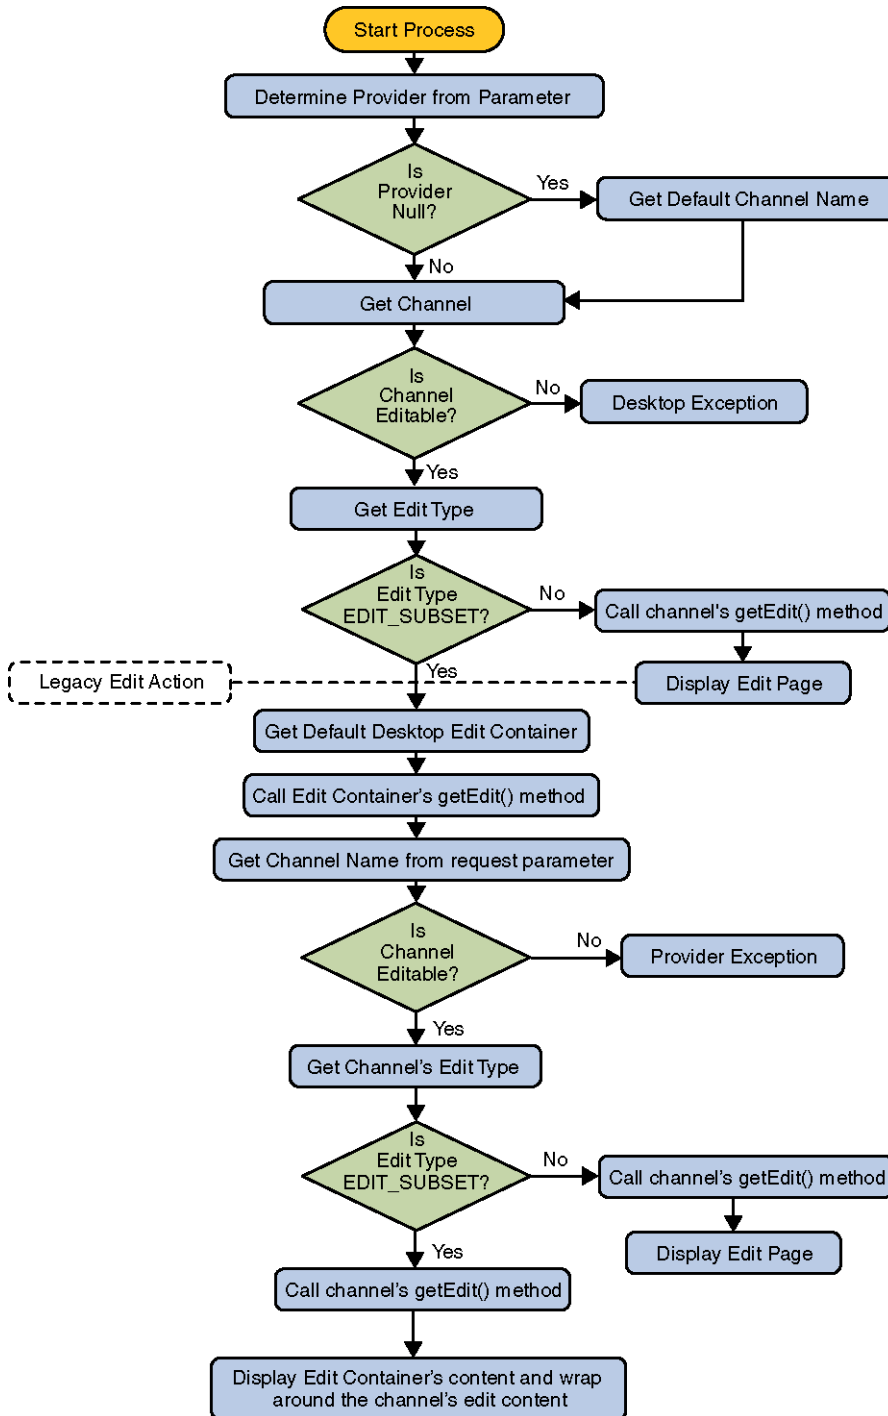 Start Process
Determine Provider from Parameter
Is
Provider
Null?
Yes
Get Default Channel Name
No
Get Channel
Is
Channel
Editable?
No
Desktop Exception
Yes
Get Edit Type
Is
Edit Type
EDIT_SUBSET?
No
Call channel's getEdit() method
Yes
Legacy Edit Action
Display Edit Page
Get Default Desktop Edit Container
Call Edit Container's getEdit() method
Get Channel Name from request parameter
Is
Channel
Editable?
No
Provider Exception
Yes
Get Channel's Edit Type
Is
Edit Type
EDIT_SUBSET?
No
Call channel's getEdit() method
Display Edit Page
Yes
Call channel's getEdit() method
Display Edit Container's content and wrap
around the channel's edit content